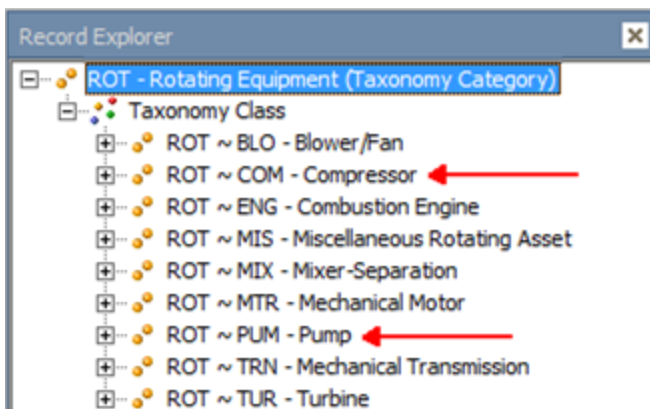 Record Explorer
ROT - Rotating Equipment (Taxonomy Category)
Taxonomy Class
ROT ~ BLO - Blower/Fan
ROT ~ COM - Compressor
ROT ~ ENG - Combustion Engine
ROT ~ MIS - Miscellaneous Rotating Asset
ROT ~ MIX - Mixer-Separation
ROT ~ MTR - Mechanical Motor
ROT ~ PUM - Pump
ROT ~ TRN - Mechanical Transmission
ROT ~ TUR - Turbine